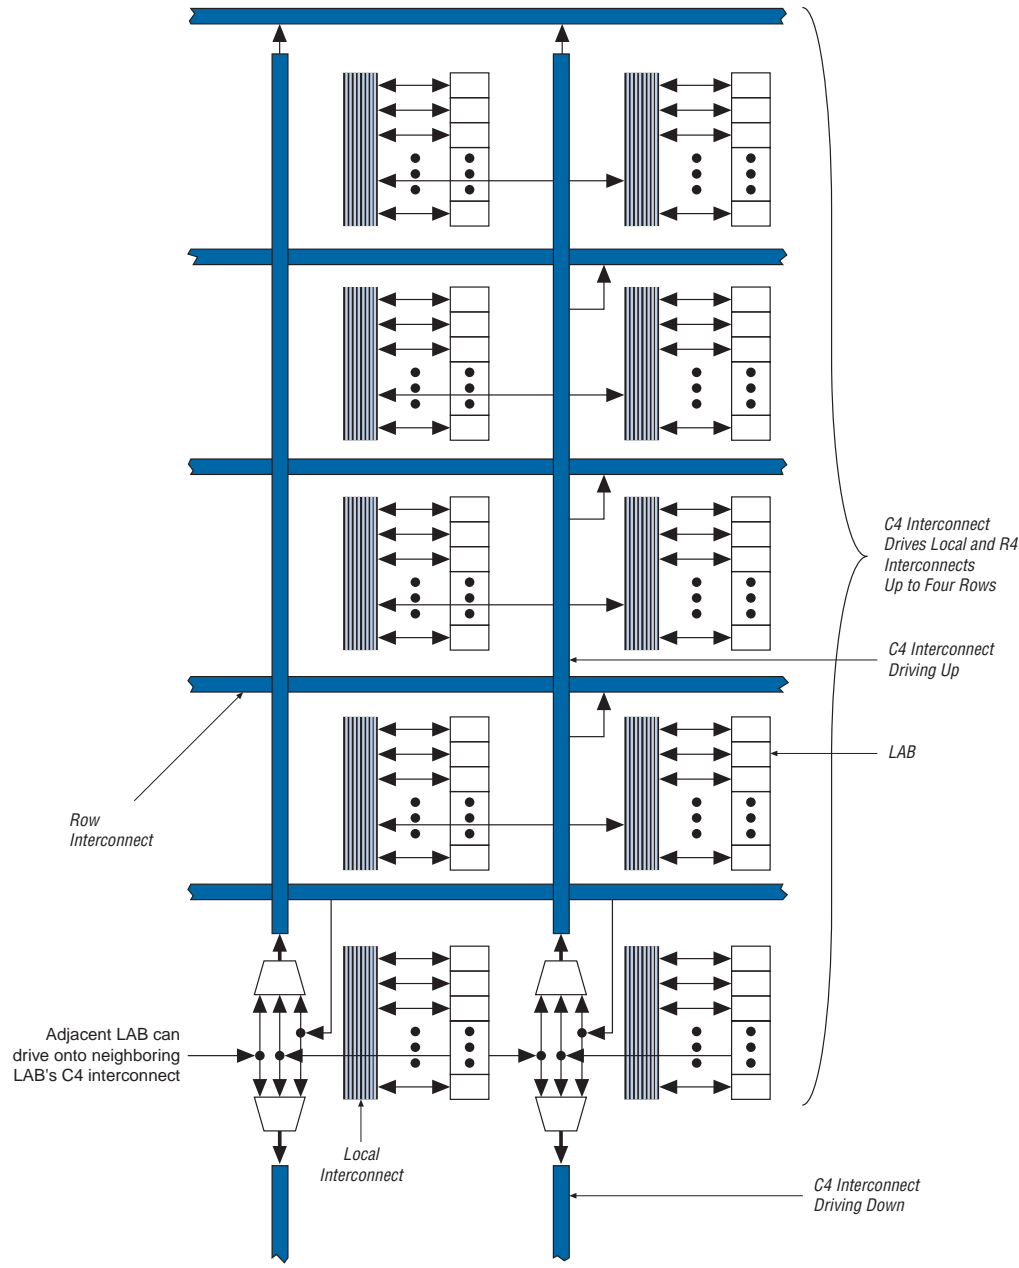 C4 Interconnect
Drives Local and R4
Interconnects
Up to Four Rows
C4 Interconnect
Driving Up
LAB
Row
Interconnect
Adjacent LAB can
drive onto neighboring
LAB's C4 interconnect
Local
Interconnect
C4 Interconnect
Driving Down